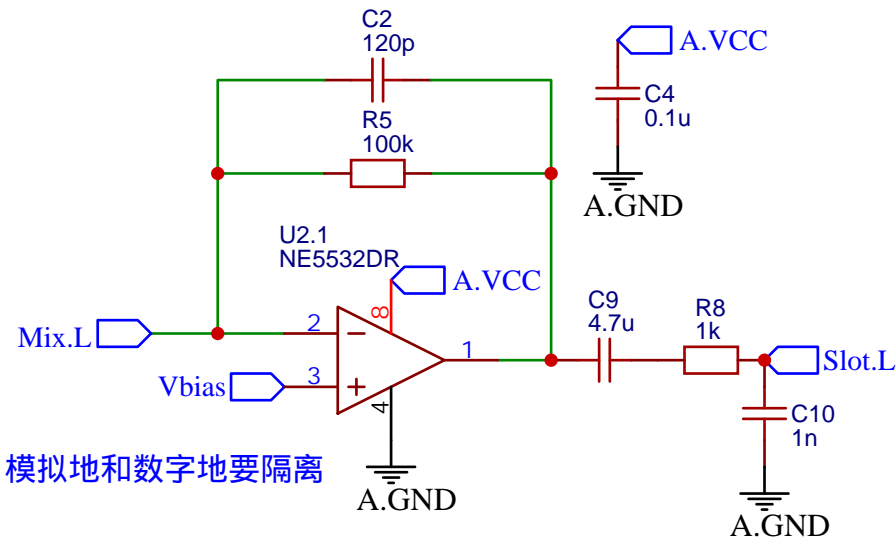 C2
120p
A.VCC
C4
0.1u
R5
100k
A.GND
U2.1
NE5532DR
A.VCC
8
C9
4.7u
R8
1k
Mix.L
2
1
Slot.L
Vbias
3
4
C10
1n
模拟地和数字地要隔离
A.GND
A.GND